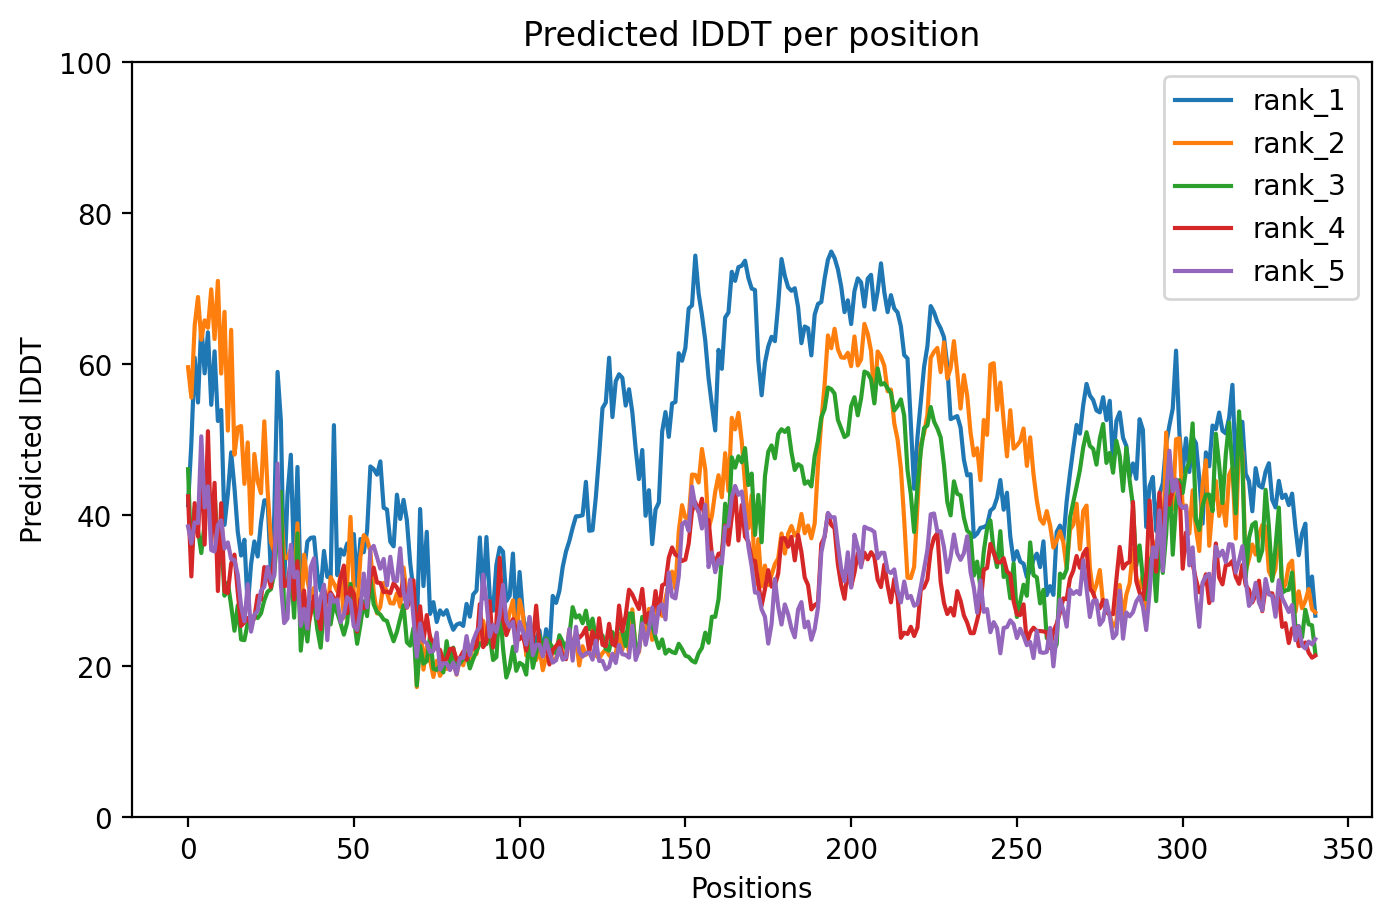 Predicted lDDT per position
100
80
60
40
20
0
Predicted lDDT
0 50 100 150 200 250 300 350
Positions
rank_1
rank_2
rank_3
rank_4
rank_5